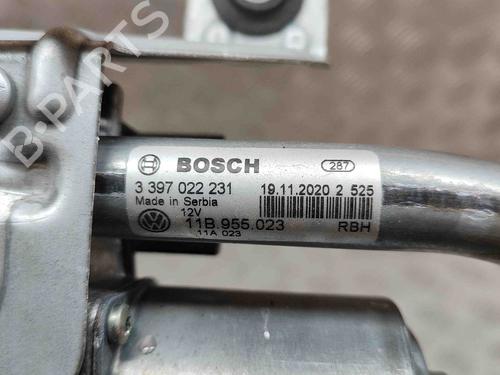 B-PARTS
BOSCH 287
3 397 022 231 19.11.2020 2 525
Made in Serbia
12V
11B.955.023 RBH
11A 023